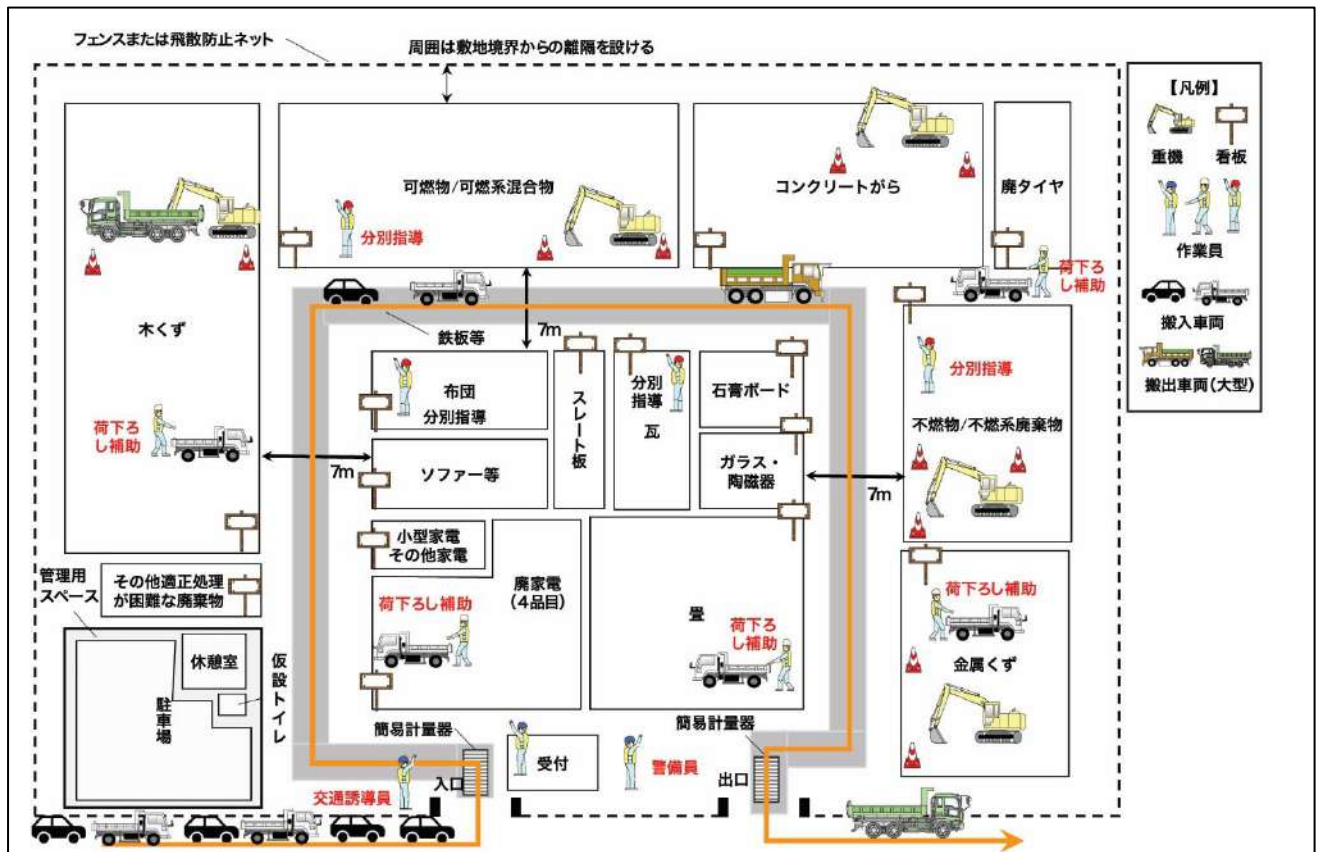 フェンスまたは飛散防止ネット
周囲は敷地境界からの離隔を設ける
【凡例】
重機
看板
作業員
搬入車両
搬出車両(大型)
可燃物/可燃系混合物
分別指導
コンクリートがら
廃タイヤ
荷下ろ
し補助
木くず
鉄板等
7m
荷下ろ
し補助
7m
布団
分別指導
スレート板
分別
指導
瓦
石膏ボード
分別指導
不燃物/不燃系廃棄物
ソファー等
ガラス・
陶磁器
7m
小型家電
その他家電
廃家電
(4品目)
荷下ろし補助
畳
荷下ろ
し補助
荷下ろし補助
金属くず
管理用
スペース
その他適正処理
が困難な廃棄物
休憩室
仮設トイレ
駐車場
簡易計量器
簡易計量器
受付
警備員
入口
出口
交通誘導員